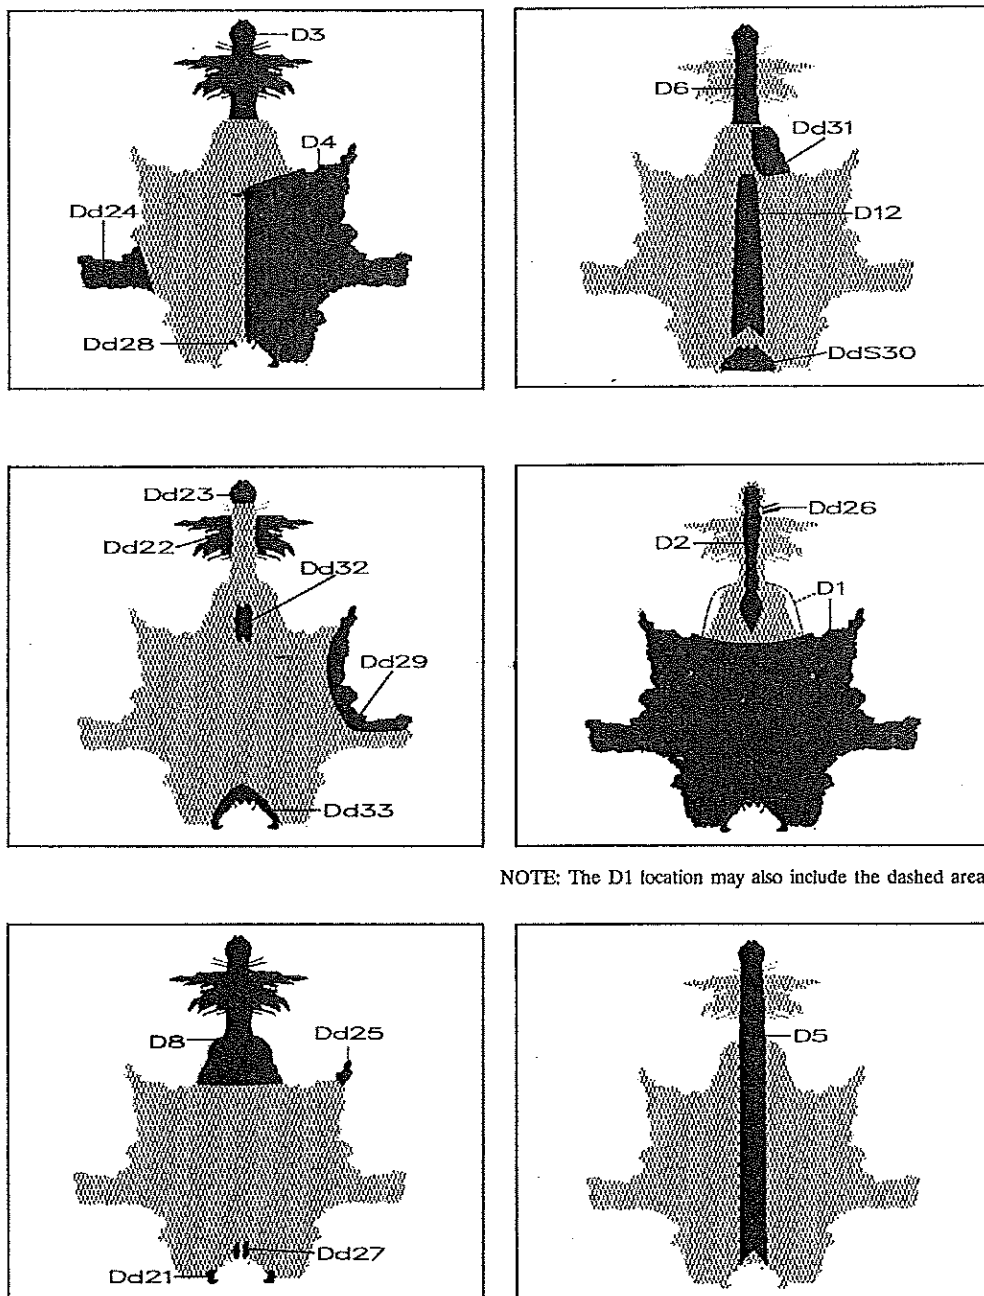 D3
D4
Dd24
Dd28
D6
Dd31
D12
DdS30
Dd23
Dd22
Dd32
Dd29
Dd33
Dd26
D2
D1
NOTE: The D1 location may also include the dashed area
D8
Dd25
Dd27
Dd21
D5